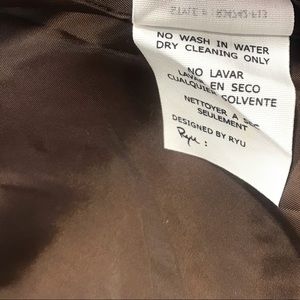 NO WASH IN WATER
DRY CLEANING ONLY
NO LAVAR
LAVAR EN SECO
CUALQUIER SOLVENTE
NETTOYER A SEC
SEULEMENT
DESIGNED BY RYU
Ryu :